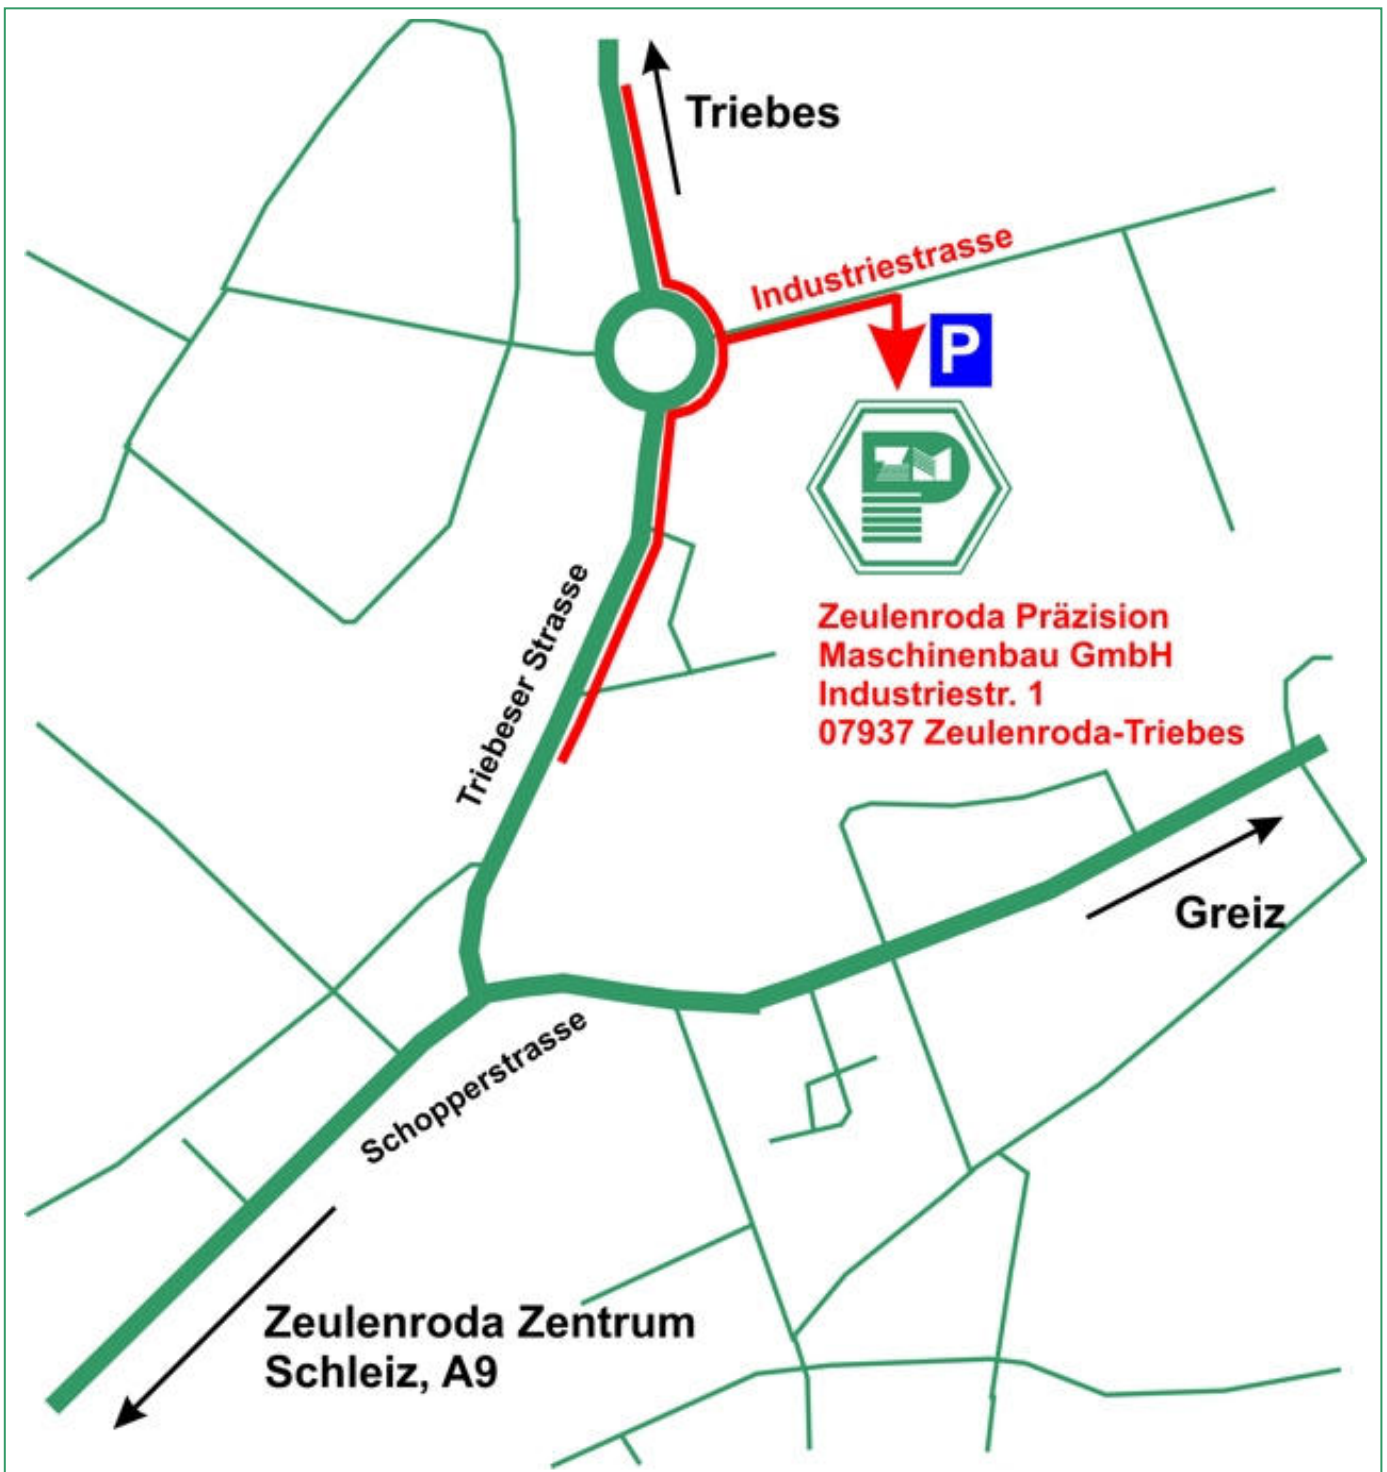 Triebes
Industriestrasse
P
Zeulenroda Präzision
Maschinenbau GmbH
Industriestr. 1
07937 Zeulenroda-Triebes
Triebeser Strasse
Greiz
Schopperstrasse
Zeulenroda Zentrum
Schleiz, A9